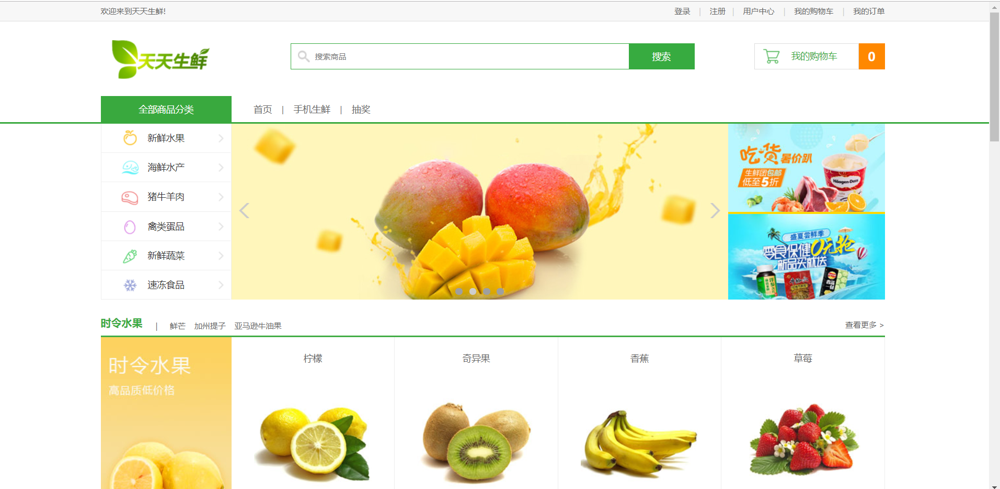 欢迎来到天天生鲜!
登录 | 注册 | 用户中心 | 我的购物车 | 我的订单
天天生鲜
搜索商品
搜索
我的购物车
0
全部商品分类
首页 | 手机生鲜 | 抽奖
新鲜水果
海鲜水产
猪牛羊肉
禽类蛋品
新鲜蔬菜
速冻食品
吃货暑价趴
生鲜团包邮
低至5折
Häagen-Dazs
盛夏尝鲜季
零食保健0元抢
新品买就送
时令水果 | 鲜芒 加州提子 亚马逊牛油果
查看更多 >
时令水果
高品质低价格
柠檬
奇异果
香蕉
草莓